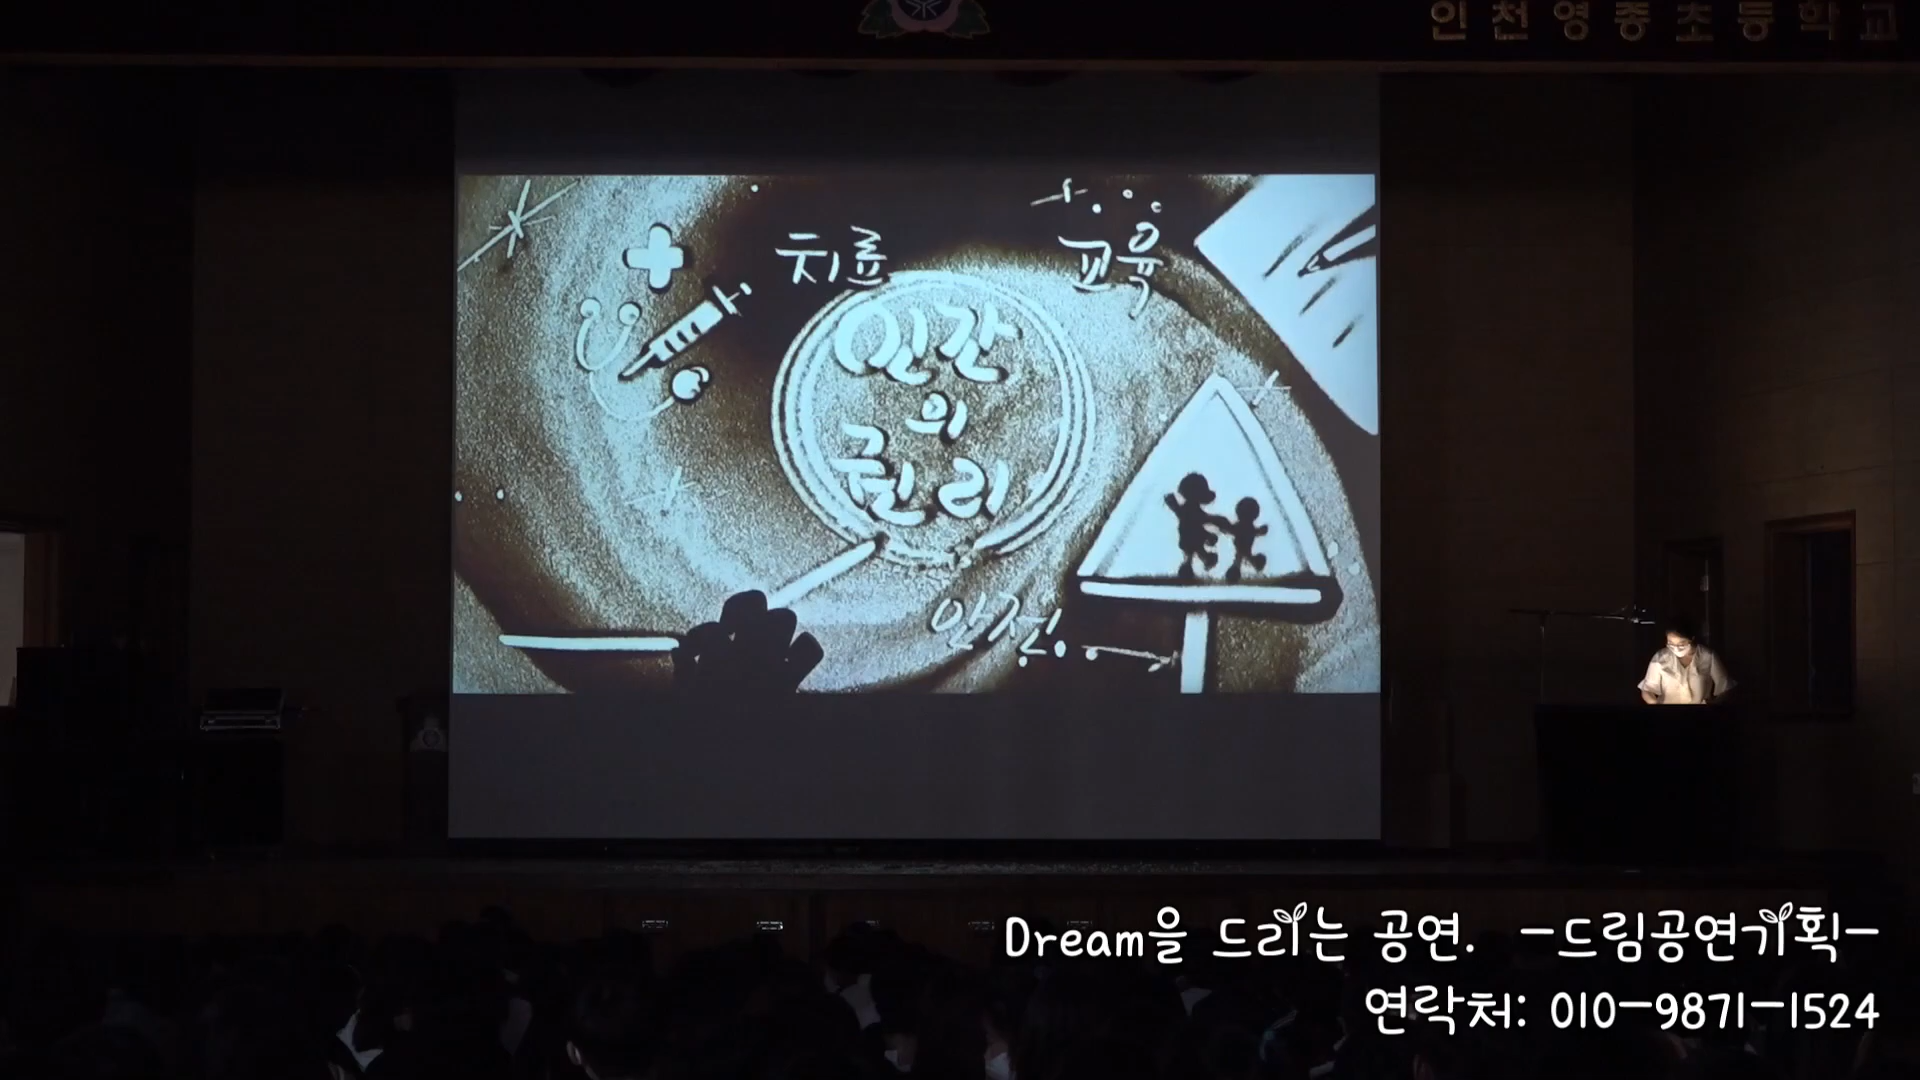 인천영종초등학교
치료
교육
인간
의
권리
안전
Dream을 드리는 공연. -드림공연기획-
연락처: 010-9871-1524